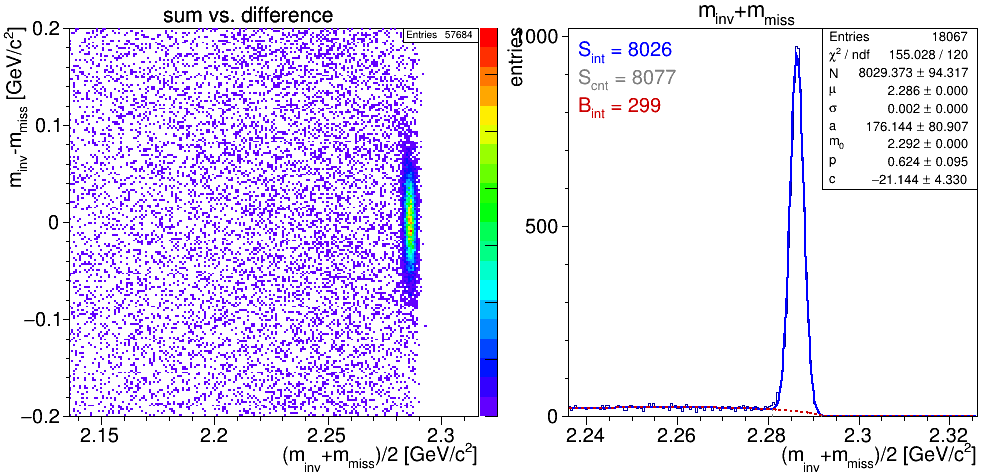 sum vs. difference
Entries 57684
m_inv-m_miss [GeV/c²]
0.2
0.1
0
−0.1
−0.2
2.15 2.2 2.25 2.3
(m_inv+m_miss)/2 [GeV/c²]
m_inv+m_miss
entries
1000
500
0
S_int = 8026
S_cnt = 8077
B_int = 299
Entries 18067
χ² / ndf 155.028 / 120
N 8029.373 ± 94.317
μ 2.286 ± 0.000
σ 0.002 ± 0.000
a 176.144 ± 80.907
m₀ 2.292 ± 0.000
p 0.624 ± 0.095
c −21.144 ± 4.330
2.24 2.26 2.28 2.3 2.32
(m_inv+m_miss)/2 [GeV/c²]